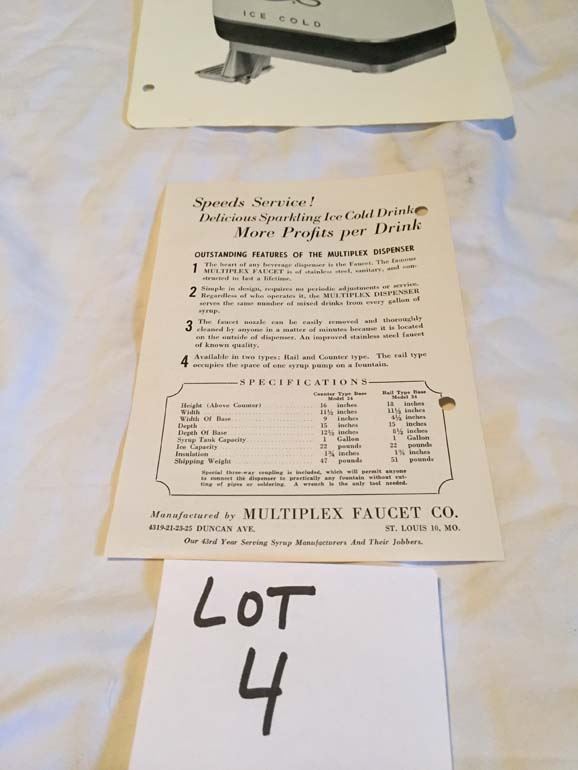 ICE COLD
Speeds Service!
Delicious Sparkling Ice Cold Drinks
More Profits per Drink
OUTSTANDING FEATURES OF THE MULTIPLEX DISPENSER
1 The heart of any beverage dispenser is the Faucet. The famous
MULTIPLEX FAUCET is of stainless steel, sanitary, and con-
structed to last a lifetime.
2 Simple in design, requires no periodic adjustments or service.
Regardless of who operates it, the MULTIPLEX DISPENSER
serves the same number of mixed drinks from every gallon of
syrup.
3 The faucet nozzle can be easily removed and thoroughly
cleaned by anyone in a matter of minutes because it is located
on the outside of dispenser. An improved stainless steel faucet
of known quality.
4 Available in two types: Rail and Counter type. The rail type
occupies the space of one syrup pump on a fountain.
SPECIFICATIONS
Counter Type Base Rail Type Base
Model 24 Model 34
Height (Above Counter) 16 inches 18 inches
Width 11½ inches 11½ inches
Width Of Base 9 inches 4¼ inches
Depth 15 inches 15 inches
Depth Of Base 12½ inches 8½ inches
Syrup Tank Capacity 1 Gallon 1 Gallon
Ice Capacity 22 pounds 22 pounds
Insulation 1¾ inches 1¾ inches
Shipping Weight 47 pounds 51 pounds
Special three-way coupling is included, which will permit anyone
to connect the dispenser to practically any fountain without cut-
ting of pipes or soldering. A wrench is the only tool needed.
Manufactured by MULTIPLEX FAUCET CO.
4319-21-23-25 DUNCAN AVE. ST. LOUIS 10, MO.
Our 43rd Year Serving Syrup Manufacturers And Their Jobbers.
LOT
4